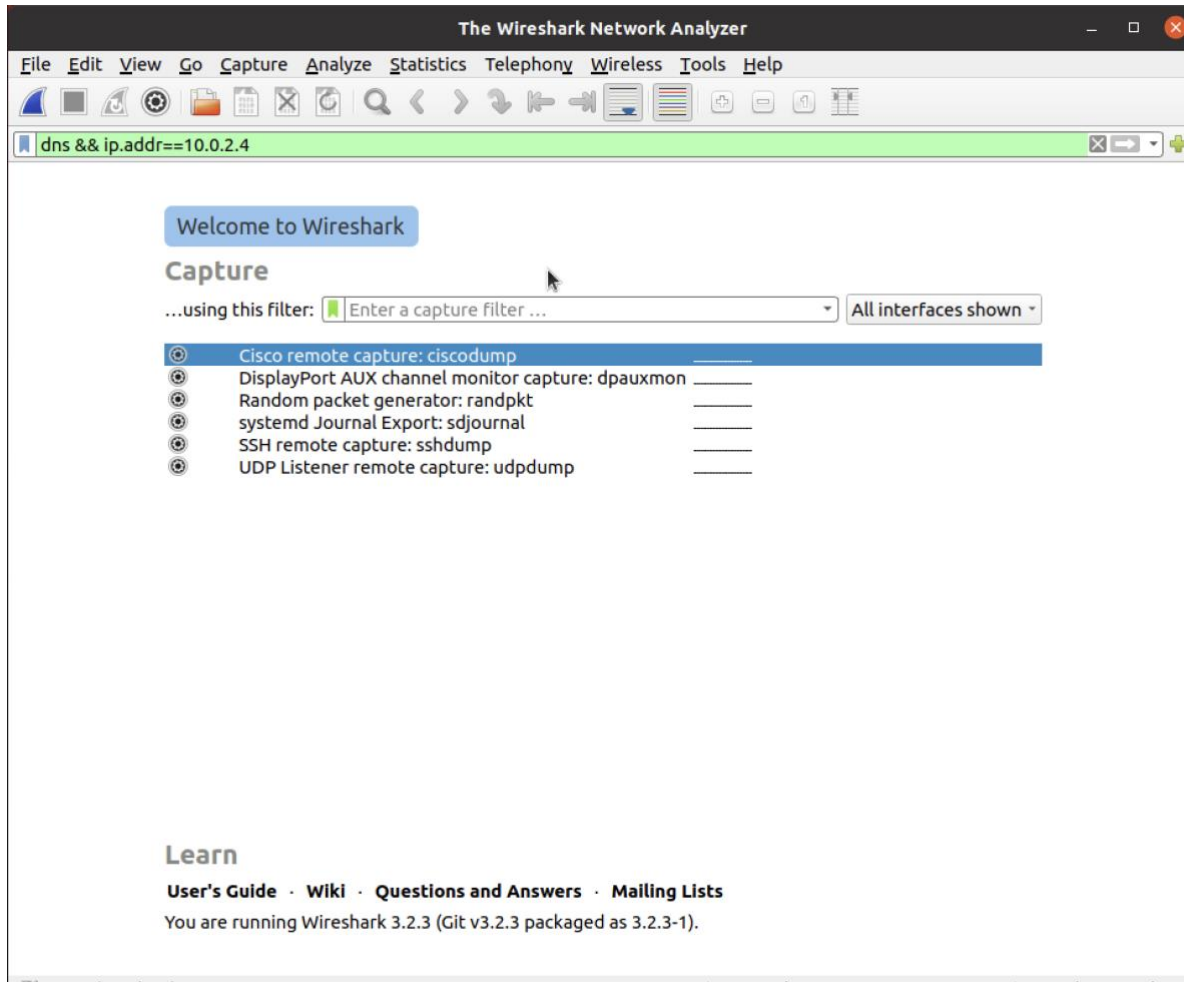 The Wireshark Network Analyzer
File Edit View Go Capture Analyze Statistics Telephony Wireless Tools Help
dns && ip.addr==10.0.2.4
Welcome to Wireshark
Capture
...using this filter: Enter a capture filter ... All interfaces shown
Cisco remote capture: ciscodump
DisplayPort AUX channel monitor capture: dpauxmon
Random packet generator: randpkt
systemd Journal Export: sdjournal
SSH remote capture: sshdump
UDP Listener remote capture: udpdump
Learn
User's Guide · Wiki · Questions and Answers · Mailing Lists
You are running Wireshark 3.2.3 (Git v3.2.3 packaged as 3.2.3-1).